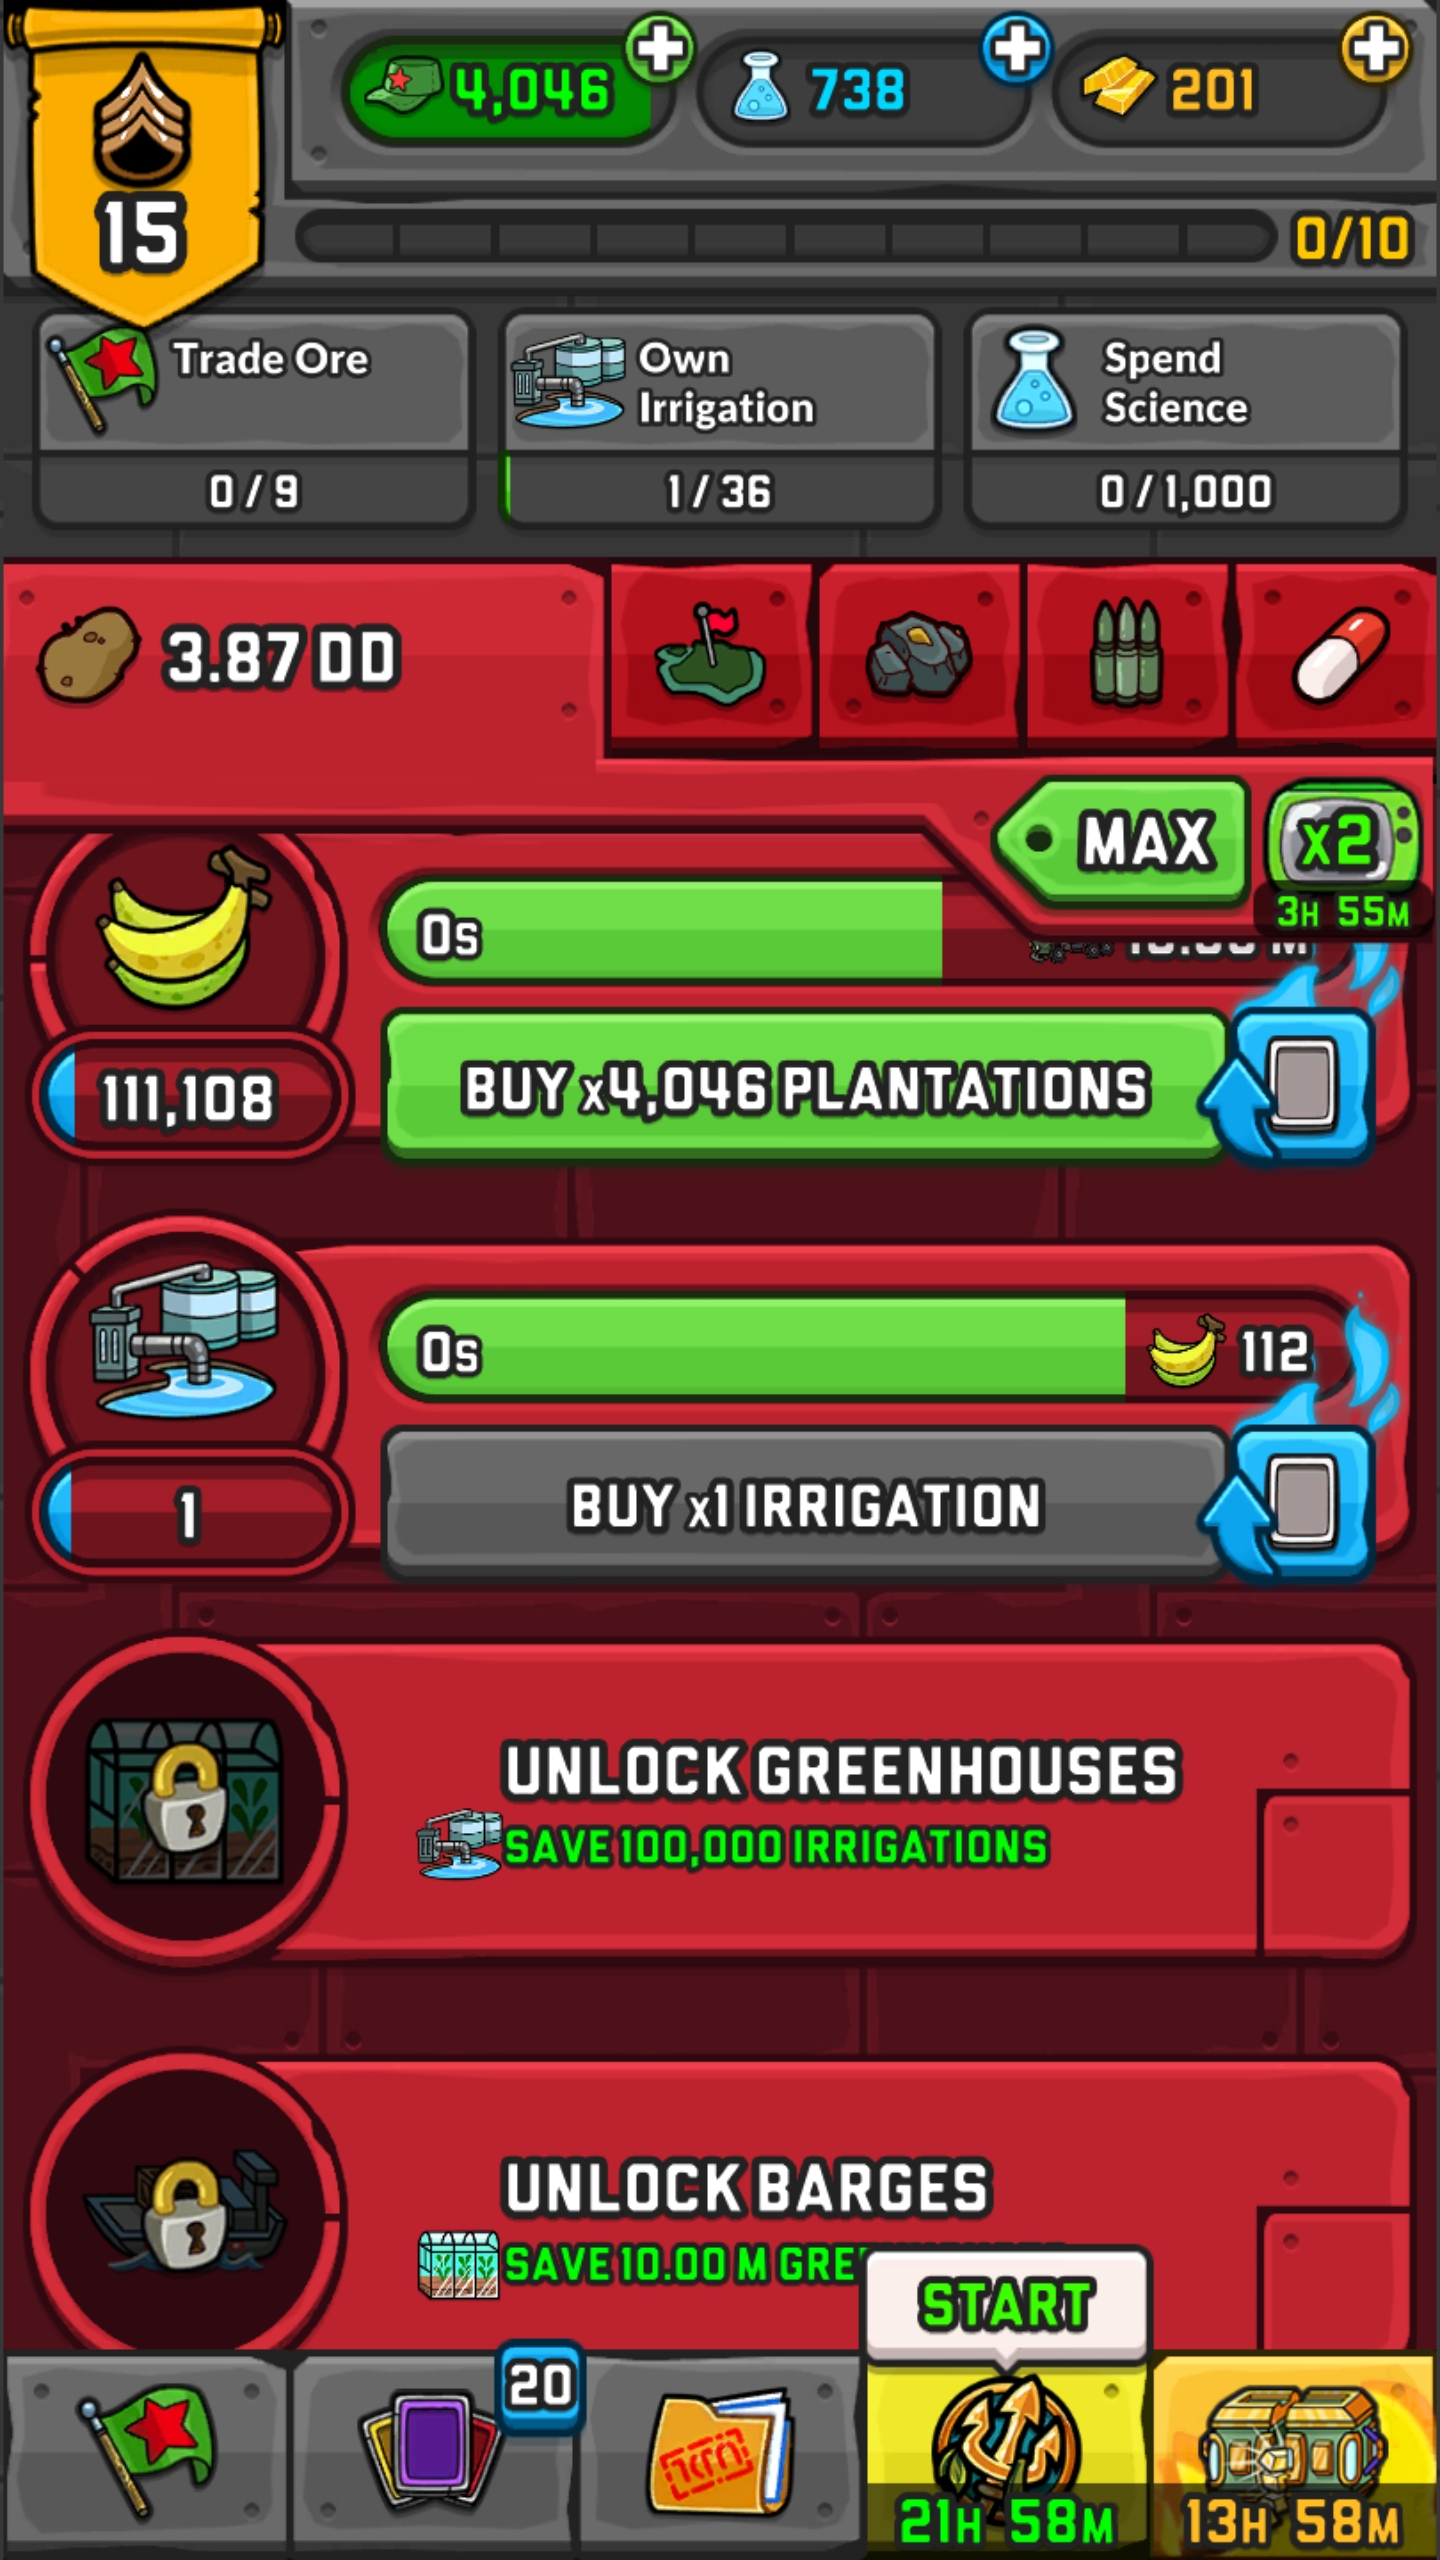 4,046
738
201
15
0/10
Trade Ore
0 / 9
Own
Irrigation
1 / 36
Spend
Science
0 / 1,000
3.87 DD
MAX
x2
3H 55M
0s
111,108
BUY x4,046 PLANTATIONS
0s
112
1
BUY x1 IRRIGATION
UNLOCK GREENHOUSES
SAVE 100,000 IRRIGATIONS
UNLOCK BARGES
SAVE 10.00 M
START
20
21H 58M
13H 58M